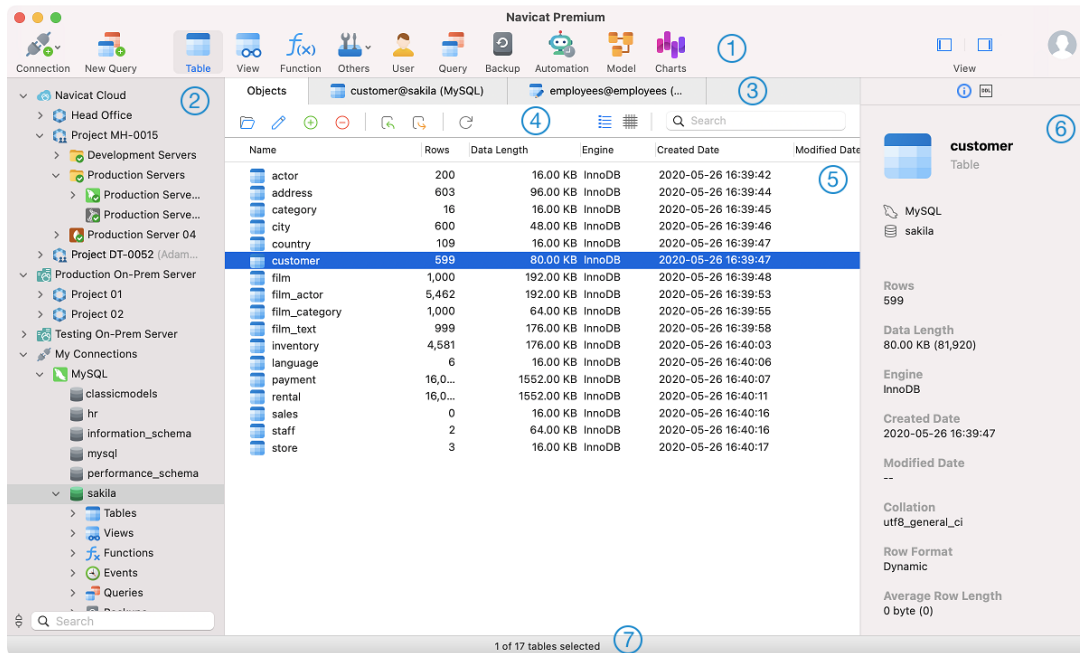 Navicat Premium
Connection New Query Table View Function Others User Query Backup Automation Model Charts View
1
2
Navicat Cloud
Head Office
Project MH-0015
Development Servers
Production Servers
Production Serve...
Production Serve...
Production Server 04
Project DT-0052 (Adam...
Production On-Prem Server
Project 01
Project 02
Testing On-Prem Server
My Connections
MySQL
classicmodels
hr
information_schema
mysql
performance_schema
sakila
Tables
Views
Functions
Events
Queries
Search
Objects customer@sakila (MySQL) employees@employees (... 3
4 Search
Name Rows Data Length Engine Created Date Modified Date
5
actor 200 16.00 KB InnoDB 2020-05-26 16:39:42
address 603 96.00 KB InnoDB 2020-05-26 16:39:44
category 16 16.00 KB InnoDB 2020-05-26 16:39:45
city 600 48.00 KB InnoDB 2020-05-26 16:39:46
country 109 16.00 KB InnoDB 2020-05-26 16:39:47
customer 599 80.00 KB InnoDB 2020-05-26 16:39:47
film 1,000 192.00 KB InnoDB 2020-05-26 16:39:48
film_actor 5,462 192.00 KB InnoDB 2020-05-26 16:39:53
film_category 1,000 64.00 KB InnoDB 2020-05-26 16:39:55
film_text 999 176.00 KB InnoDB 2020-05-26 16:39:58
inventory 4,581 176.00 KB InnoDB 2020-05-26 16:40:03
language 6 16.00 KB InnoDB 2020-05-26 16:40:06
payment 16,0... 1552.00 KB InnoDB 2020-05-26 16:40:07
rental 16,0... 1552.00 KB InnoDB 2020-05-26 16:40:11
sales 0 16.00 KB InnoDB 2020-05-26 16:40:16
staff 2 64.00 KB InnoDB 2020-05-26 16:40:16
store 3 16.00 KB InnoDB 2020-05-26 16:40:17
DDL
6
customer
Table
MySQL
sakila
Rows
599
Data Length
80.00 KB (81,920)
Engine
InnoDB
Created Date
2020-05-26 16:39:47
Modified Date
--
Collation
utf8_general_ci
Row Format
Dynamic
Average Row Length
0 byte (0)
1 of 17 tables selected 7